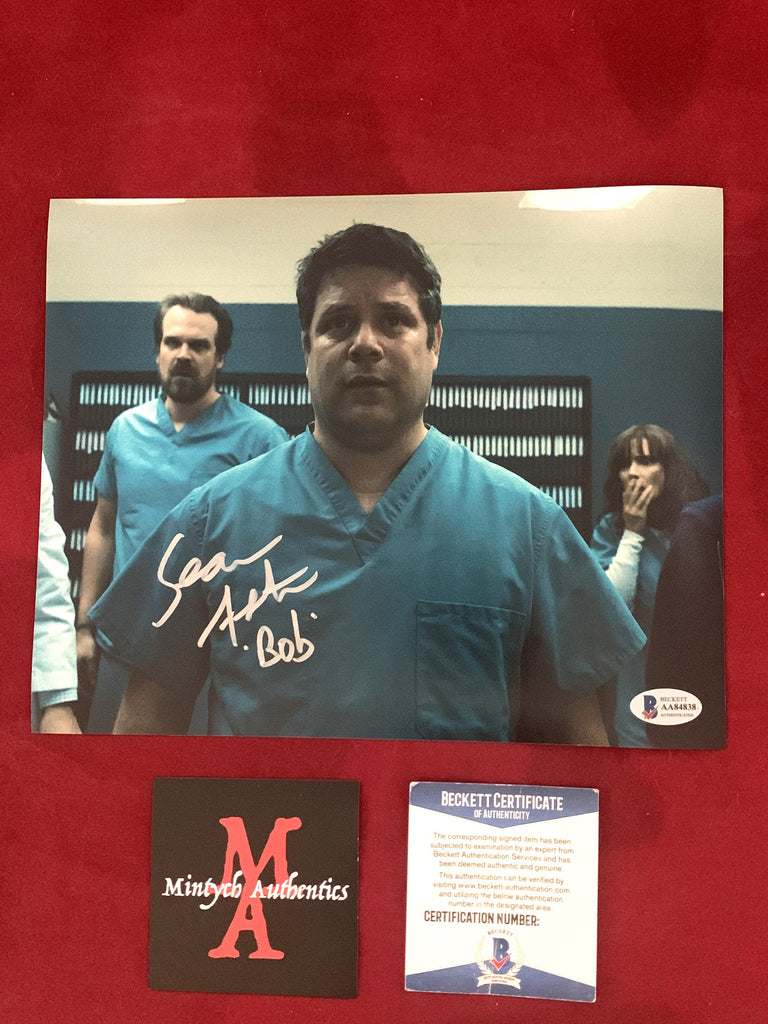 Sean
Astin
"Bob"
BECKETT
AA84838
AUTHENTICATED
MA
Mintych Authentics
BECKETT CERTIFICATE
OF AUTHENTICITY
The corresponding signed item has been
subjected to examination by an expert from
Beckett Authentication Services and has
been deemed authentic and genuine.
This authentication can be verified by
visiting www.beckett-authentication.com
and utilizing the below authentication
number in the designated area.
CERTIFICATION NUMBER:
BECKETT
B